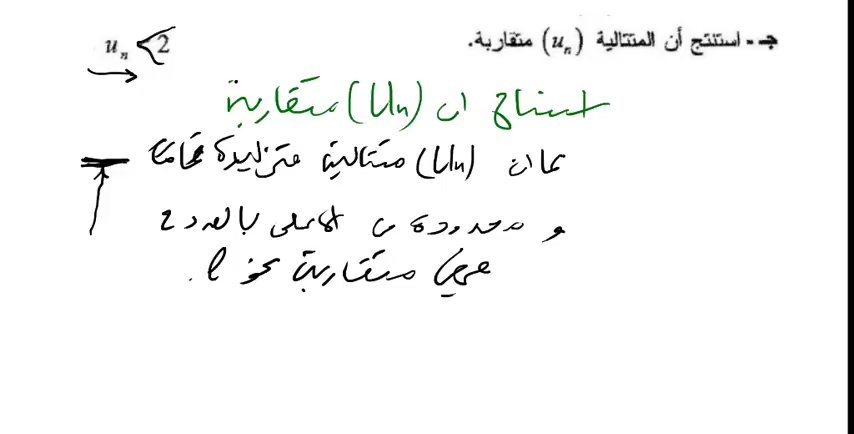 جـ - استنتج أن المتتالية (uₙ) متقاربة.
uₙ < 2
استنتاج ان (Uₙ) متقاربة
بما ان (Uₙ) متتالية متزايدة تماما
و محدودة من الاعلى بالعدد 2
فهي متقاربة نحو l.